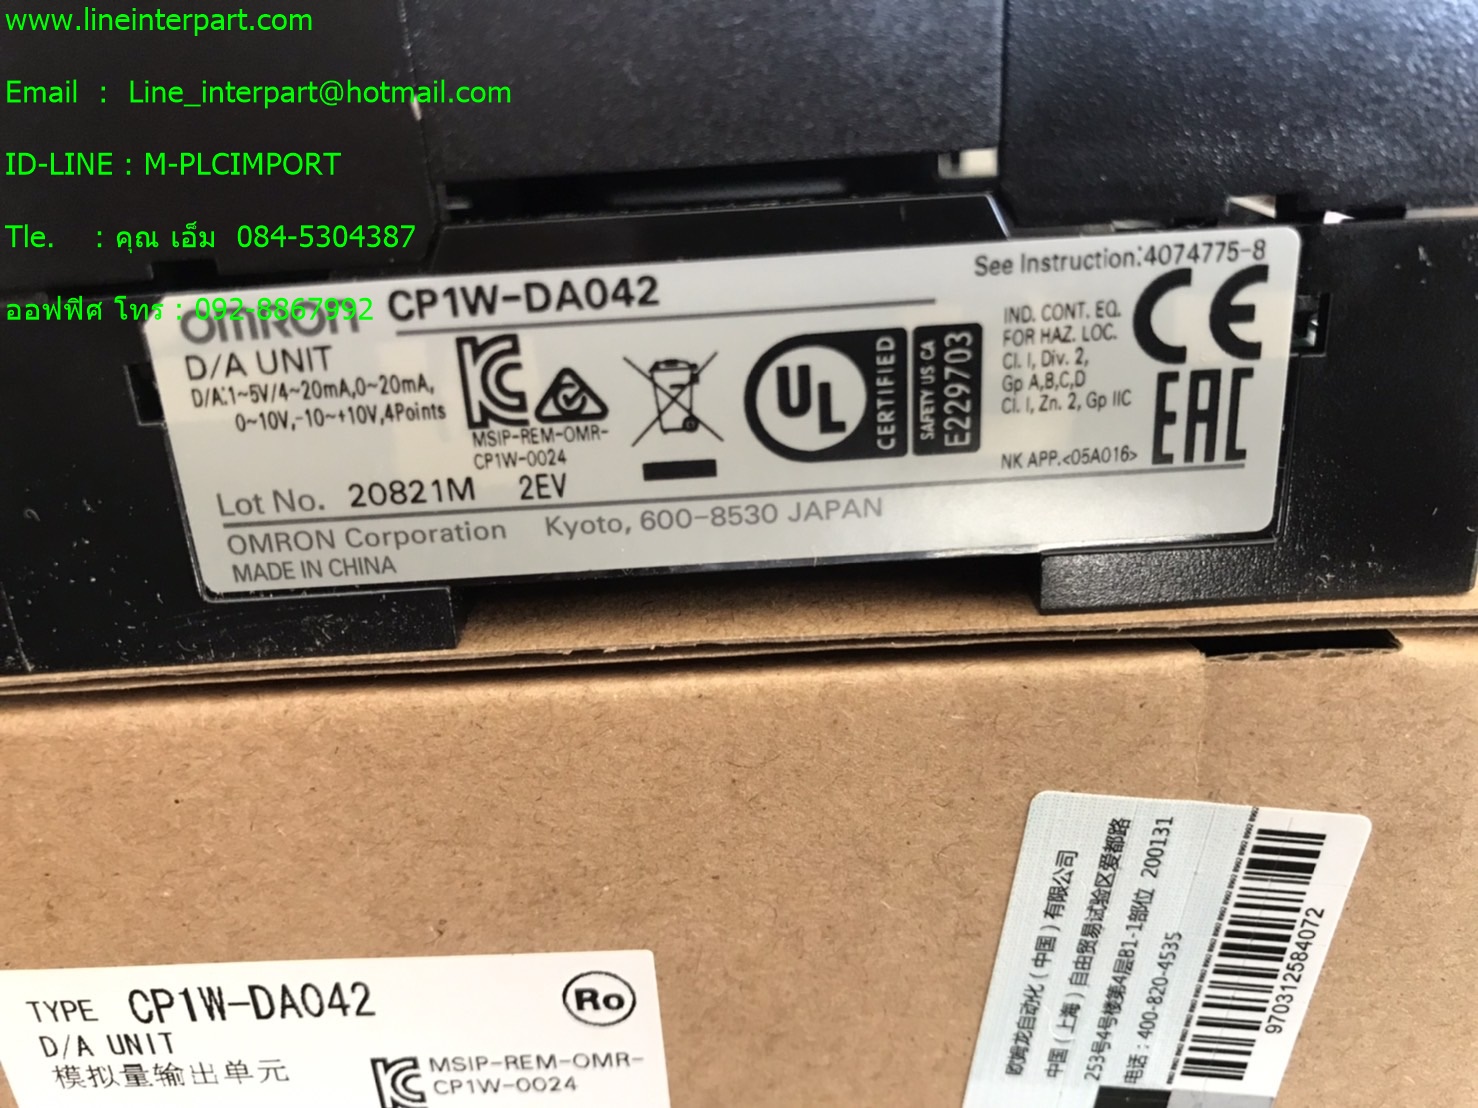 www.lineinterpart.com
Email : Line_interpart@hotmail.com
ID-LINE : M-PLCIMPORT
Tle. : คุณ เอ็ม 084-5304387
ออฟฟิศ โทร : 092-8867992
OMRON CP1W-DA042
See Instruction:4074775-8
D/A UNIT
D/A:1~5V/4~20mA,0~20mA,
0~10V,-10~+10V,4Points
MSIP-REM-OMR-
CP1W-0024
UL
CERTIFIED
SAFETY US CA
E229703
IND. CONT. EQ.
FOR HAZ. LOC.
Cl. I, Div. 2,
Gp A,B,C,D
Cl. I, Zn. 2, Gp IIC
NK APP.<05A016>
CE
EAC
Lot No. 20821M 2EV
OMRON Corporation Kyoto, 600-8530 JAPAN
MADE IN CHINA
TYPE CP1W-DA042
Ro
D/A UNIT
模拟量输出单元
MSIP-REM-OMR-
CP1W-0024
欧姆龙自动化(中国)有限公司
中国(上海)自由贸易试验区爱都路
253号4号楼第4层B1-1部位 200131
电话:400-820-4535
970312584072